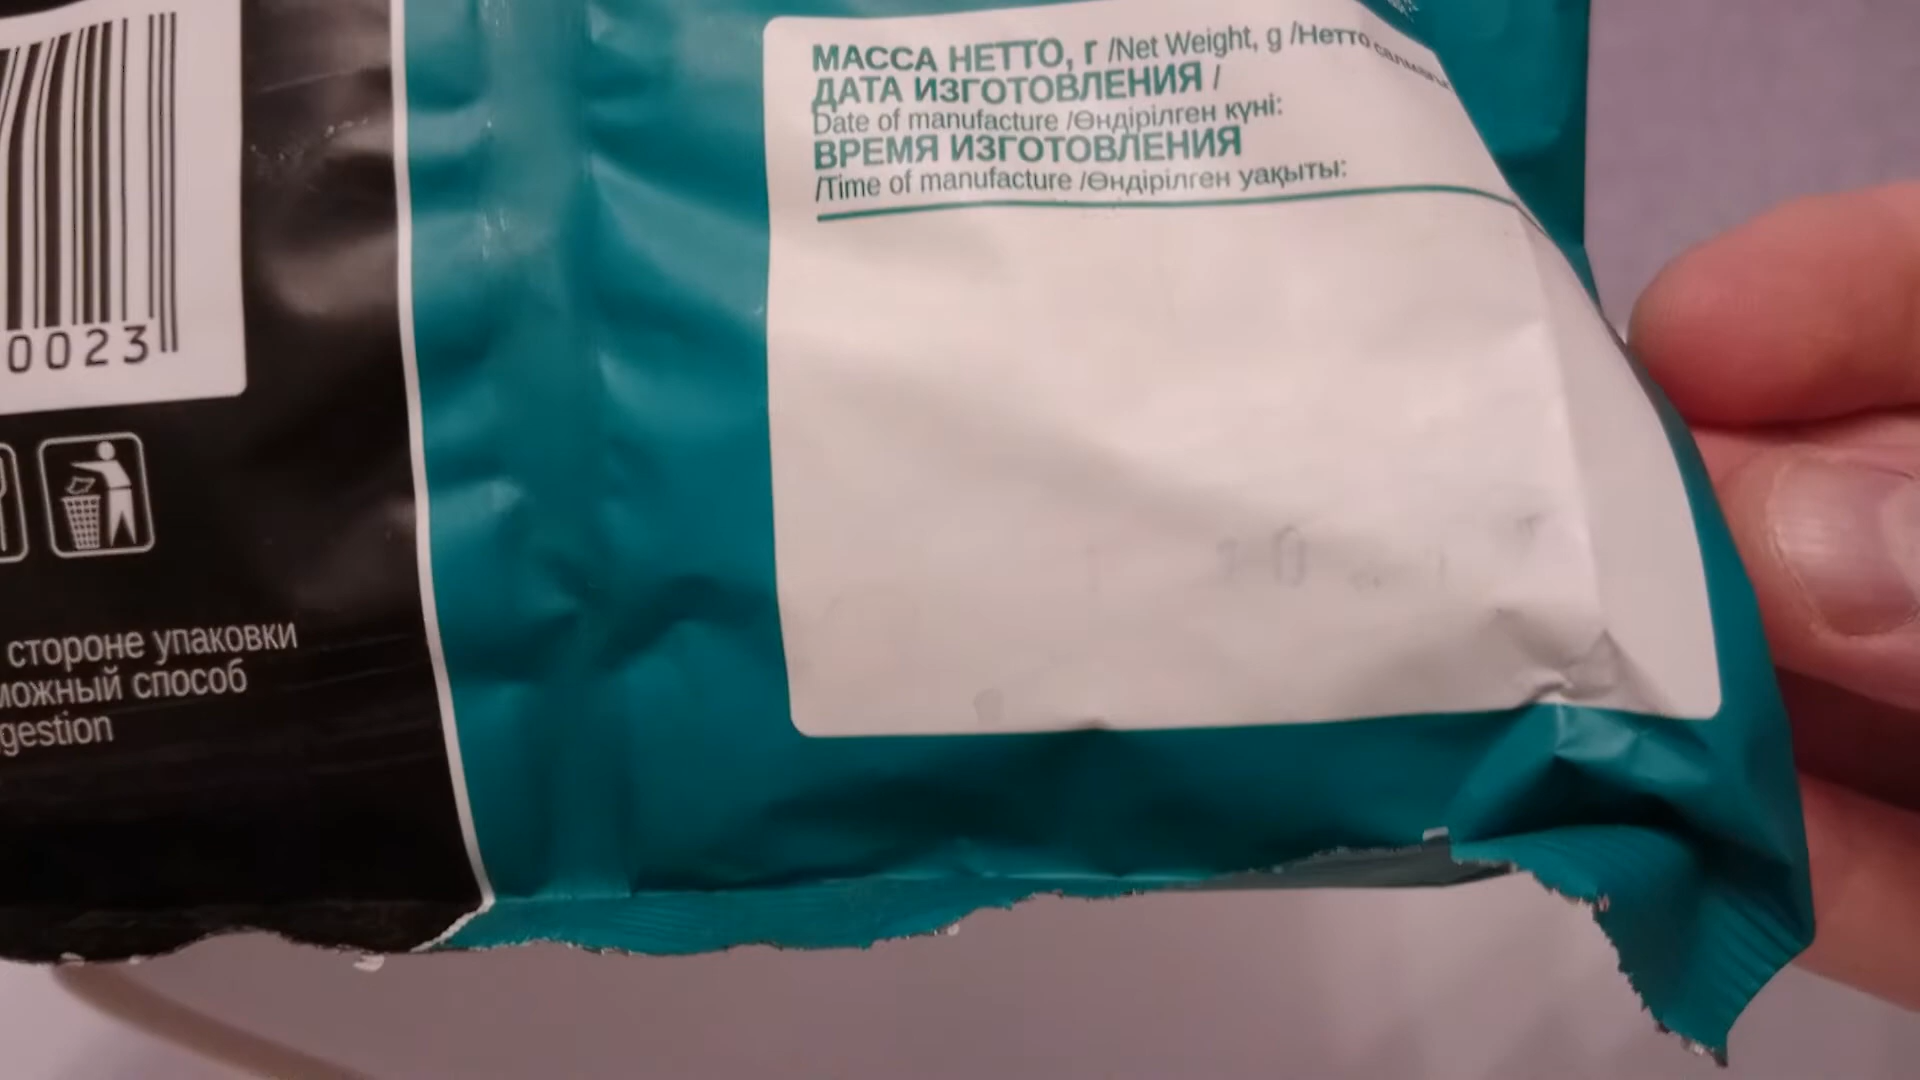 МАССА НЕТТО, г /Net Weight, g /Нетто салмағы
ДАТА ИЗГОТОВЛЕНИЯ /
Date of manufacture /Өндірілген күні:
ВРЕМЯ ИЗГОТОВЛЕНИЯ
/Time of manufacture /Өндірілген уақыты:
0023
стороне упаковки
можный способ
gestion